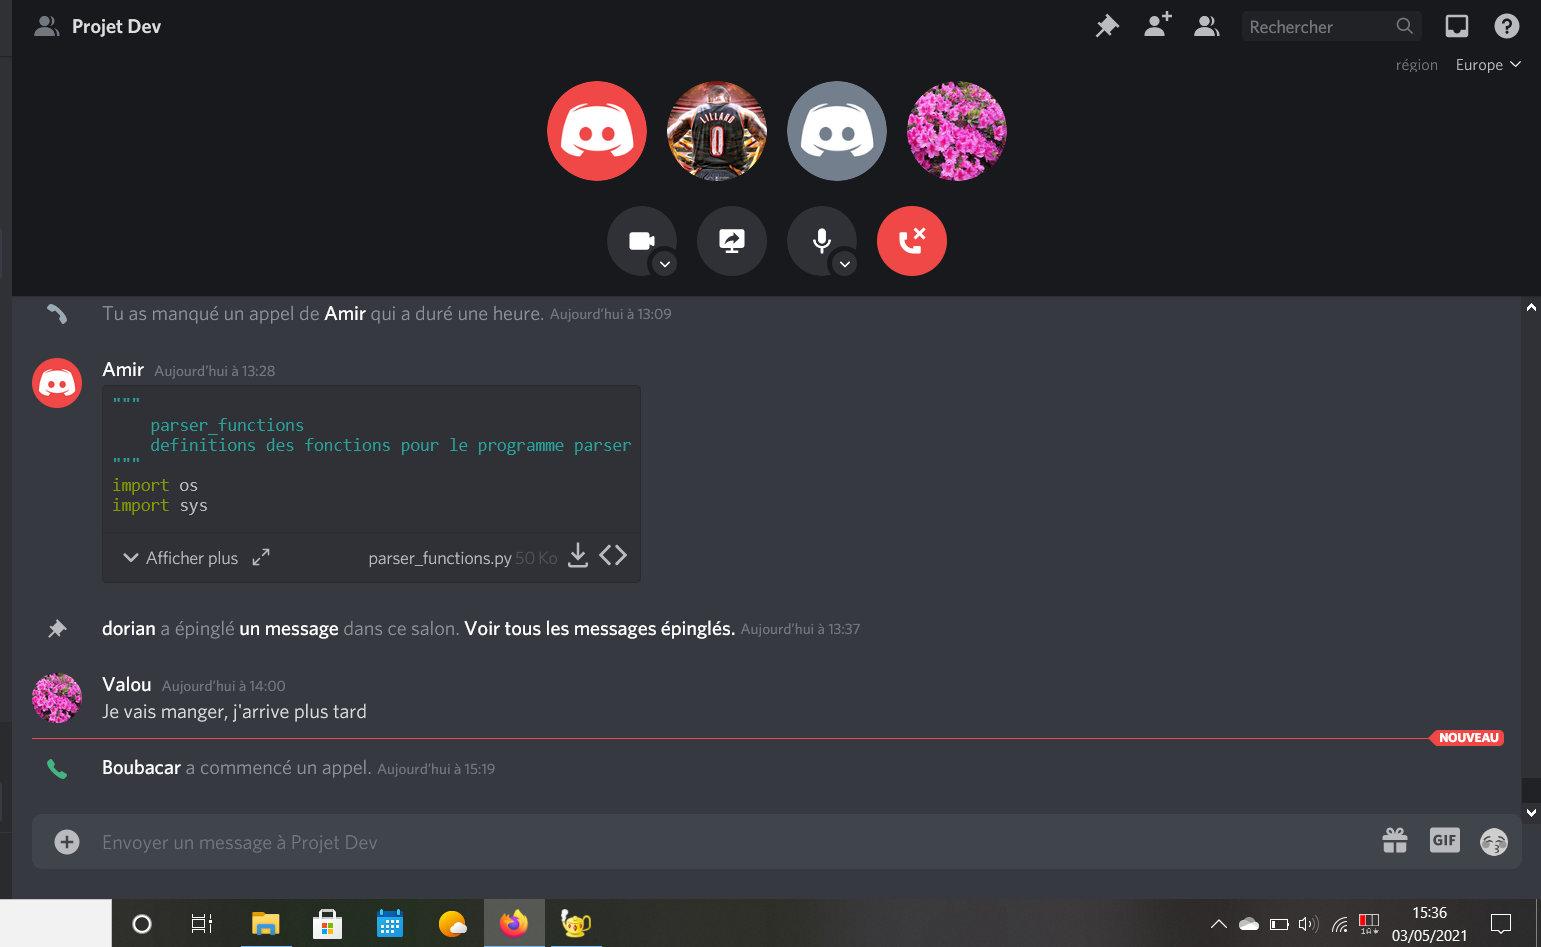 Projet Dev
Rechercher
région Europe
LILLARD
0
Tu as manqué un appel de Amir qui a duré une heure. Aujourd'hui à 13:09
Amir Aujourd'hui à 13:28
"""
parser_functions
definitions des fonctions pour le programme parser
"""
import os
import sys
Afficher plus parser_functions.py 50 Ko
dorian a épinglé un message dans ce salon. Voir tous les messages épinglés. Aujourd'hui à 13:37
Valou Aujourd'hui à 14:00
Je vais manger, j'arrive plus tard
NOUVEAU
Boubacar a commencé un appel. Aujourd'hui à 15:19
Envoyer un message à Projet Dev
GIF
15:36
03/05/2021